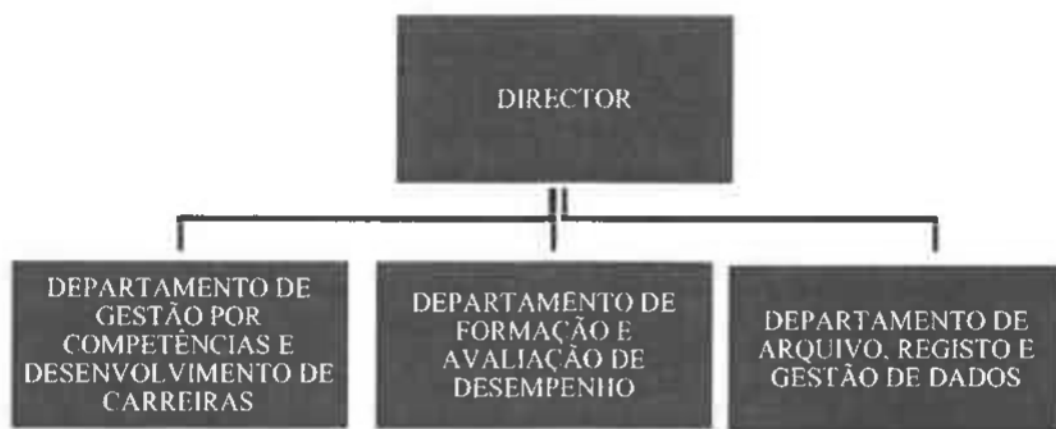 DIRECTOR
DEPARTAMENTO DE
GESTÃO POR
COMPETÊNCIAS E
DESENVOLVIMENTO DE
CARREIRAS
DEPARTAMENTO DE
FORMAÇÃO E
AVALIAÇÃO DE
DESEMPENHO
DEPARTAMENTO DE
ARQUIVO, REGISTO E
GESTÃO DE DADOS